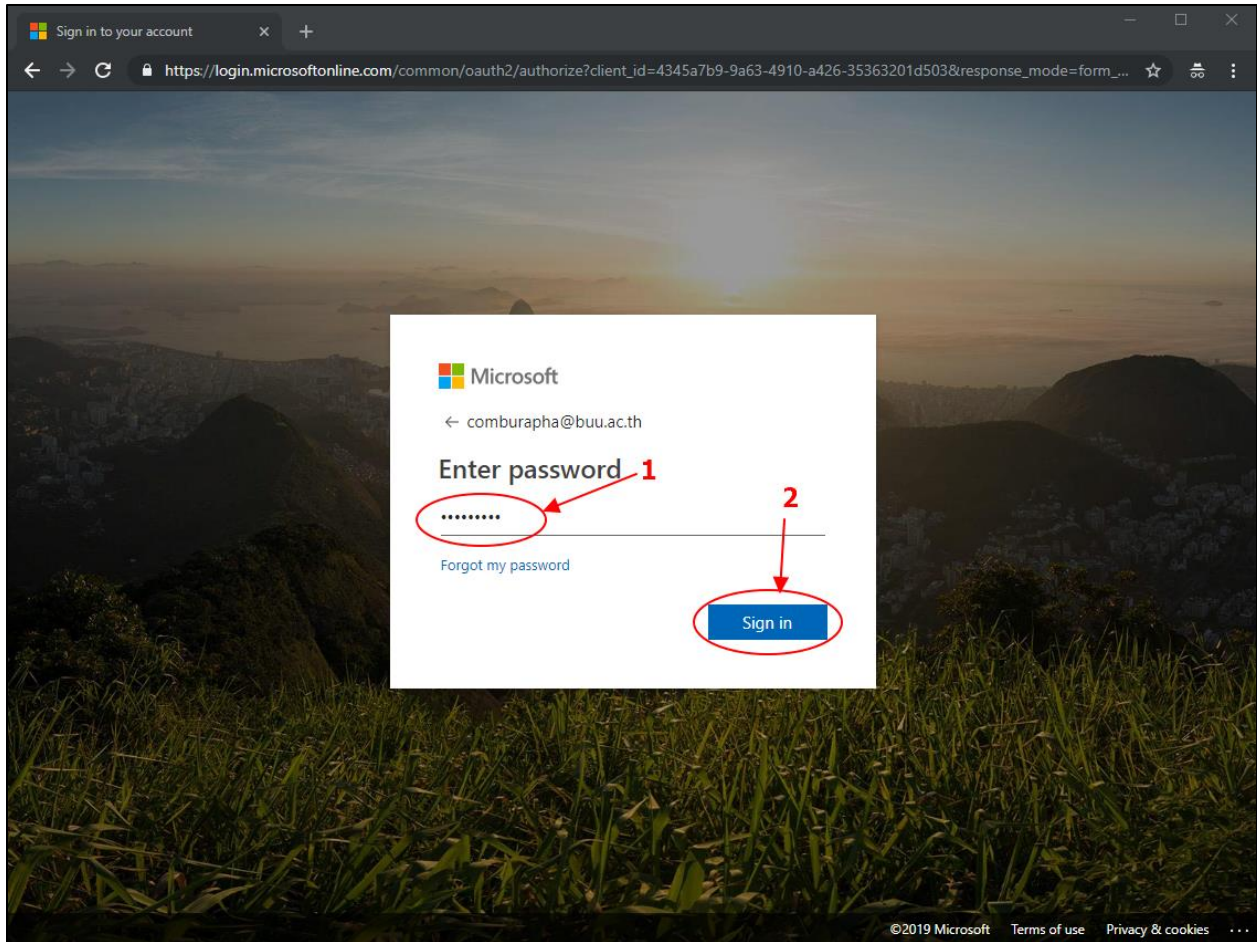 Sign in to your account
https://login.microsoftonline.com/common/oauth2/authorize?client_id=4345a7b9-9a63-4910-a426-35363201d503&response_mode=form_...
Microsoft
← comburapha@buu.ac.th
Enter password
1
2
•••••••••
Forgot my password
Sign in
©2019 Microsoft Terms of use Privacy & cookies ...